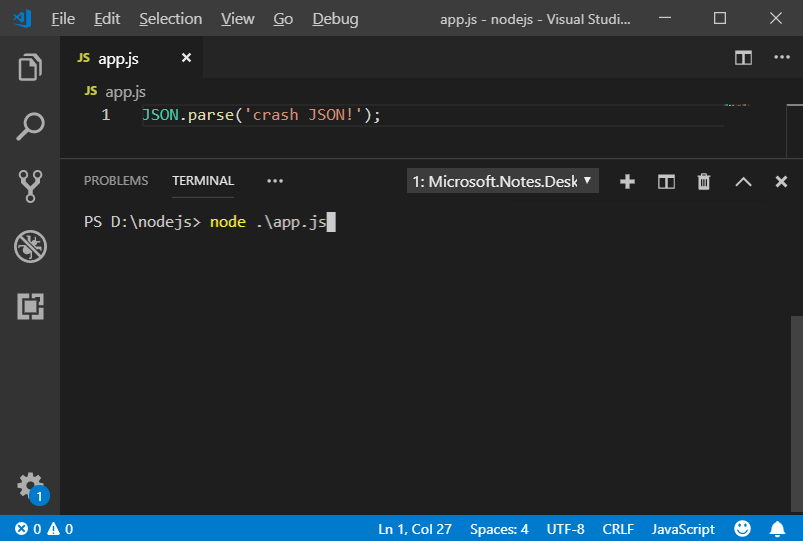 File Edit Selection View Go Debug app.js - nodejs - Visual Studi...
JS app.js
JS app.js
1 JSON.parse('crash JSON!');
PROBLEMS TERMINAL 1: Microsoft.Notes.Desk
PS D:\nodejs> node .\app.js
1
0 0 Ln 1, Col 27 Spaces: 4 UTF-8 CRLF JavaScript